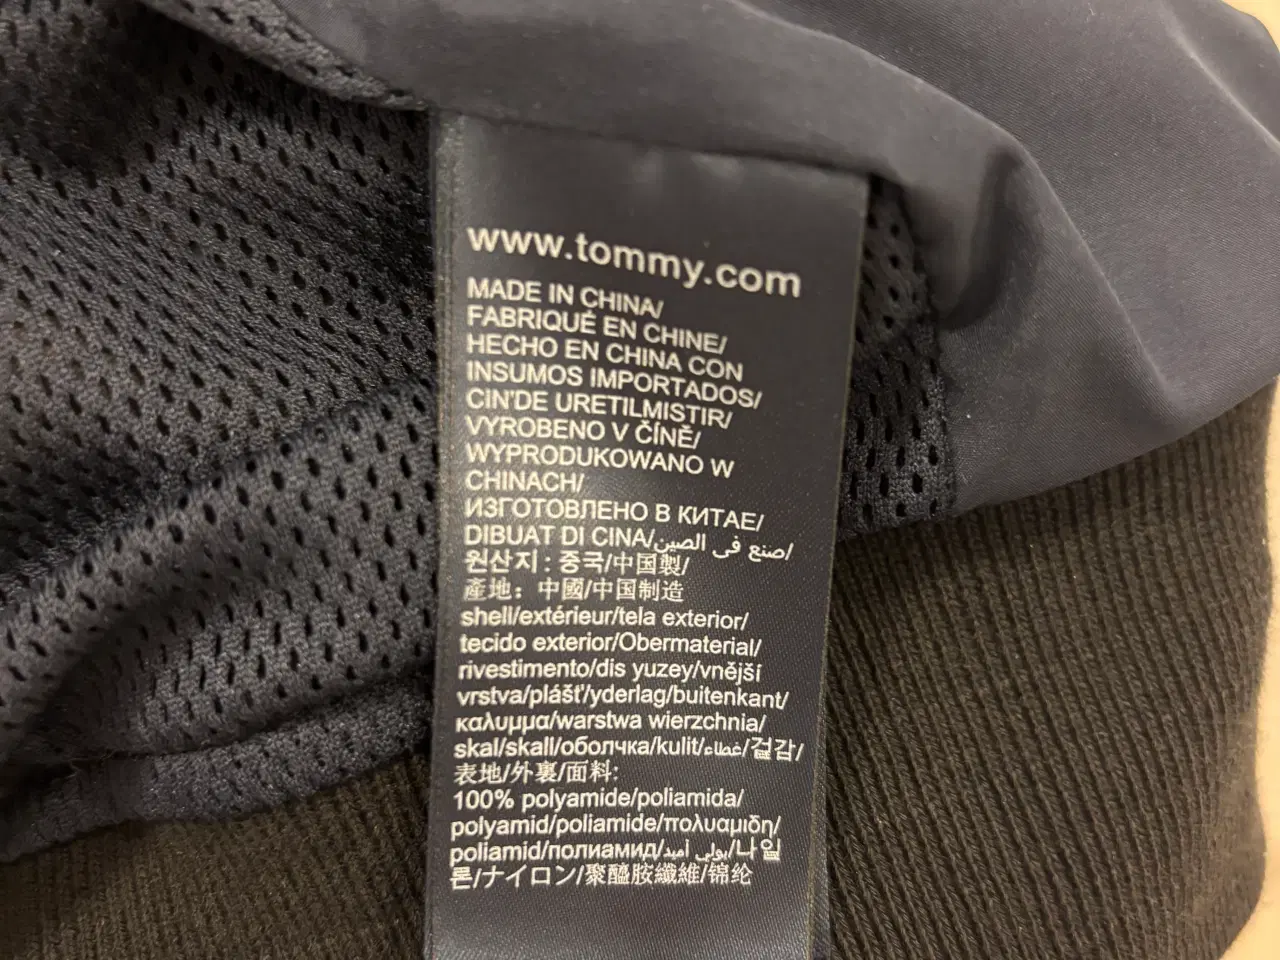 www.tommy.com
MADE IN CHINA/
FABRIQUÉ EN CHINE/
HECHO EN CHINA CON
INSUMOS IMPORTADOS/
CIN'DE URETILMISTIR/
VYROBENO V ČÍNĚ/
WYPRODUKOWANO W
CHINACH/
ИЗГОТОВЛЕНО В КИТАЕ/
DIBUAT DI CINA/صنع في الصين/
원산지 : 중국/中国製/
產地：中國/中国制造
shell/extérieur/tela exterior/
tecido exterior/Obermaterial/
rivestimento/dis yuzey/vnější
vrstva/plášt'/yderlag/buitenkant/
καλυμμα/warstwa wierzchnia/
skal/skall/оболчка/kulit/غطاء/겉감/
表地/外裏/面料:
100% polyamide/poliamida/
polyamid/poliamide/πολυαμιδη/
poliamid/полиамид/بولي أميد/나일
론/ナイロン/聚醯胺纖維/锦纶